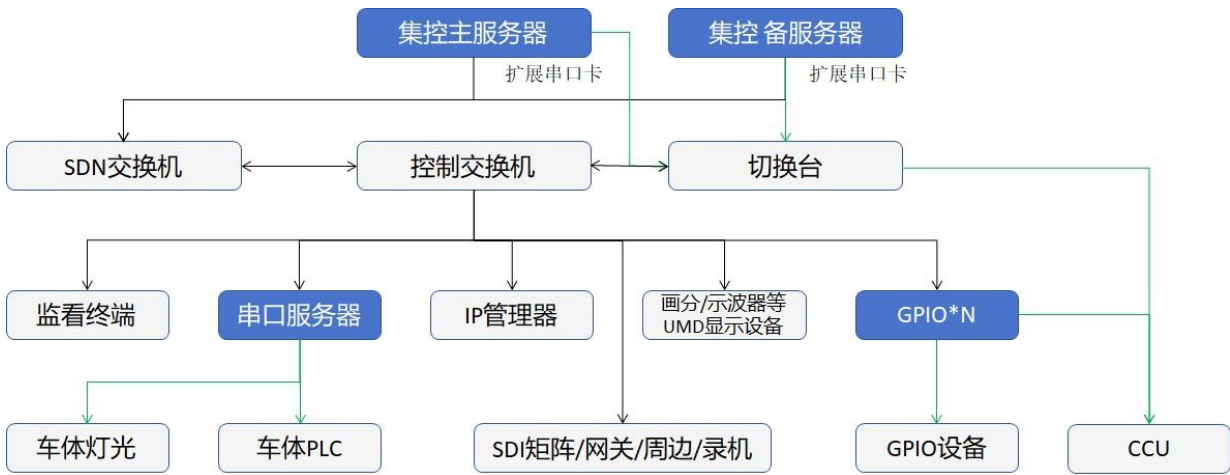 集控主服务器
集控 备服务器
扩展串口卡
扩展串口卡
SDN交换机
控制交换机
切换台
监看终端
串口服务器
IP管理器
画分/示波器等
UMD显示设备
GPIO*N
车体灯光
车体PLC
SDI矩阵/网关/周边/录机
GPIO设备
CCU